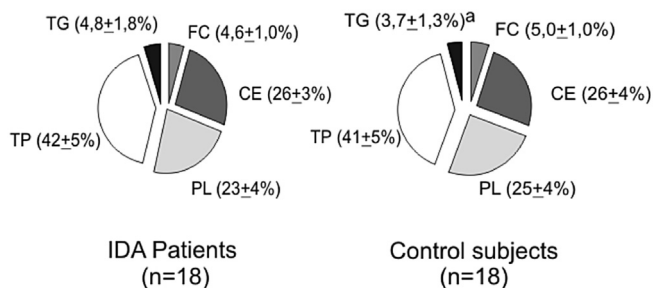 TG (4,8±1,8%)
FC (4,6±1,0%)
CE (26±3%)
TP (42±5%)
PL (23±4%)
IDA Patients
(n=18)
TG (3,7±1,3%)a
FC (5,0±1,0%)
CE (26±4%)
TP (41±5%)
PL (25±4%)
Control subjects
(n=18)